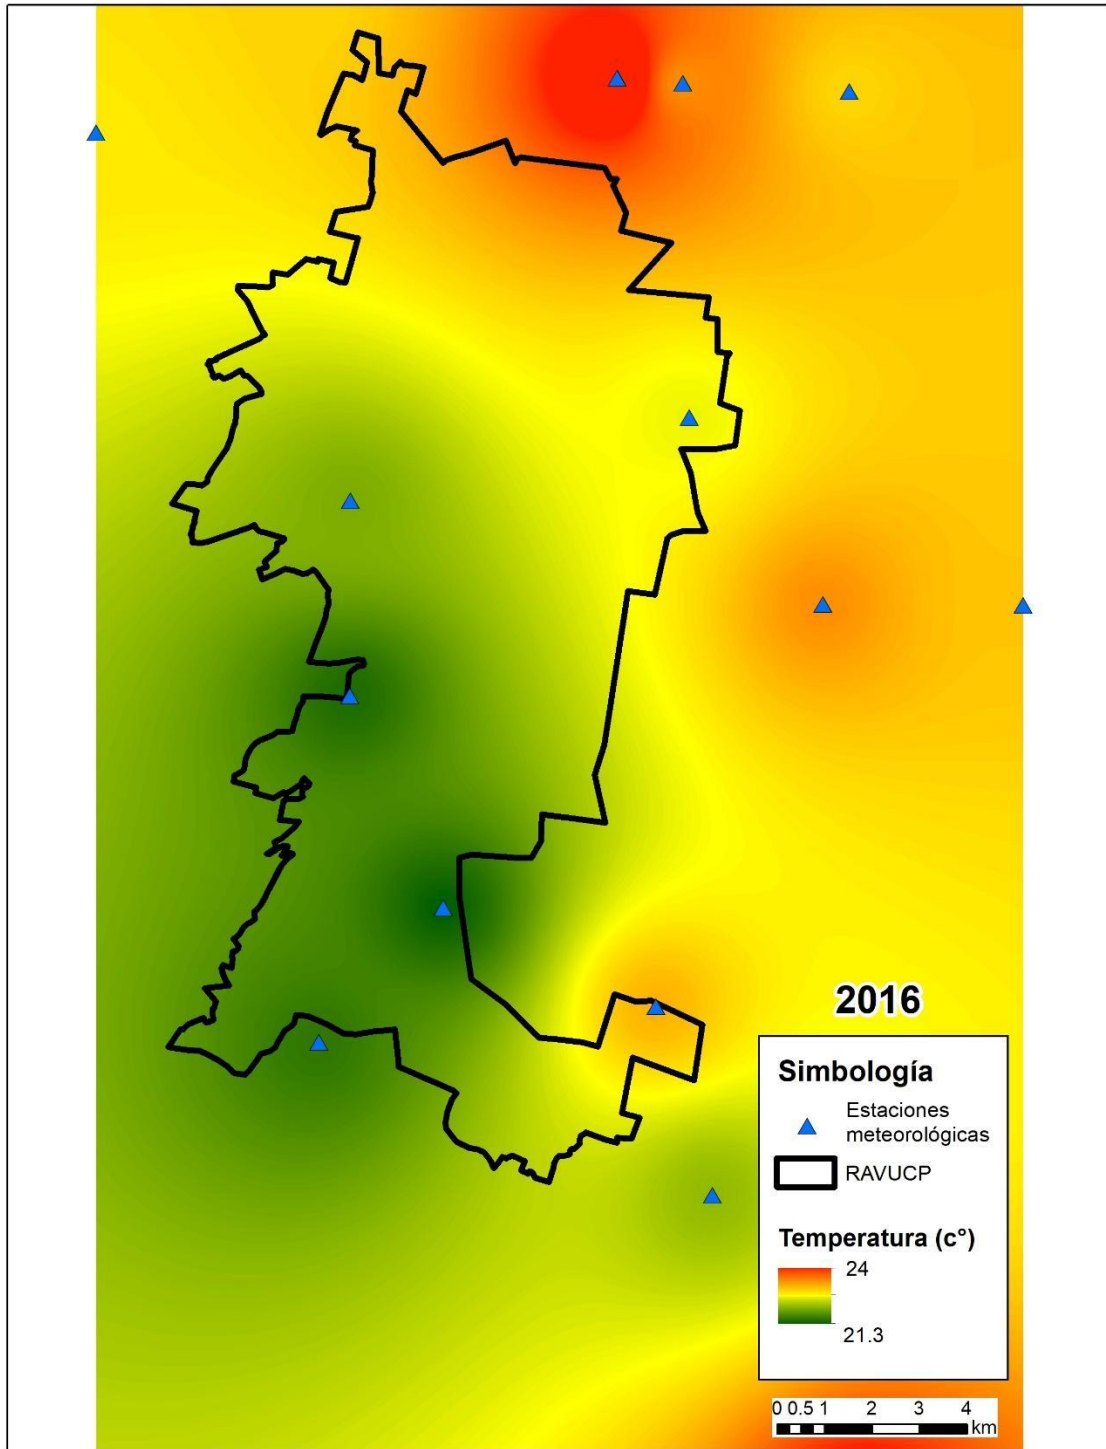 2016
Simbología
Estaciones
meteorológicas
RAVUCP
Temperatura (c°)
24
21.3
0 0.5 1 2 3 4
km